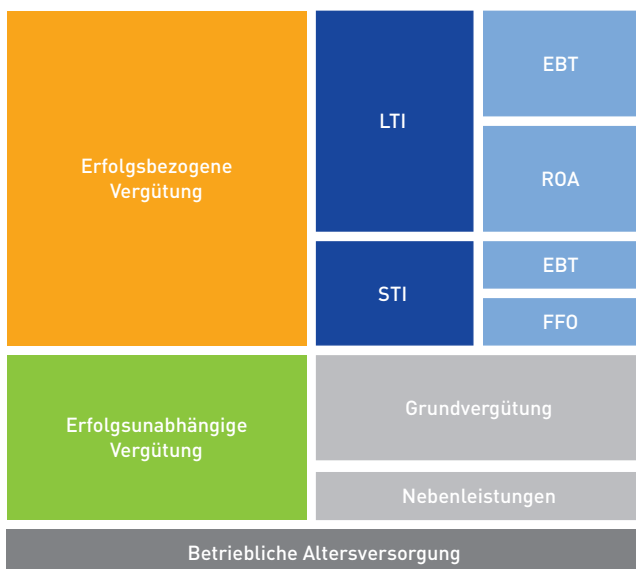 Erfolgsbezogene
Vergütung
LTI
EBT
ROA
STI
EBT
FFO
Erfolgsunabhängige
Vergütung
Grundvergütung
Nebenleistungen
Betriebliche Altersversorgung